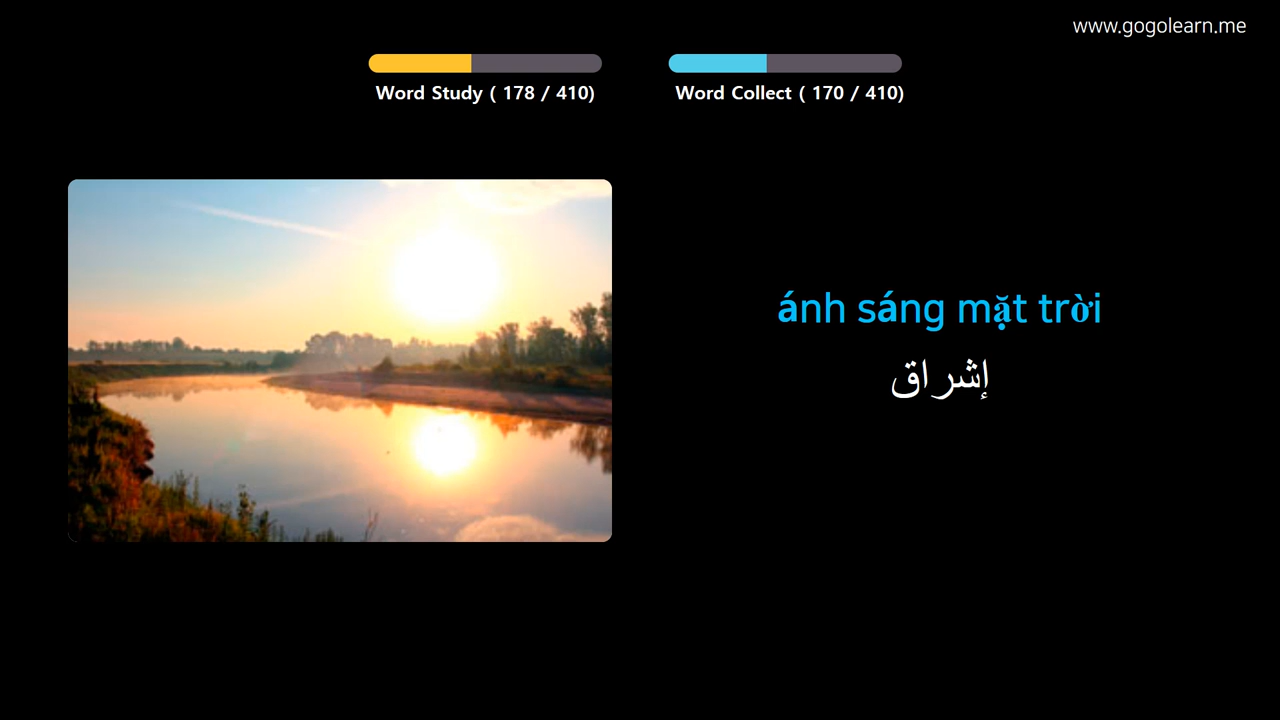 www.gogolearn.me
Word Study ( 178 / 410)
Word Collect ( 170 / 410)
ánh sáng mặt trời
إشراق